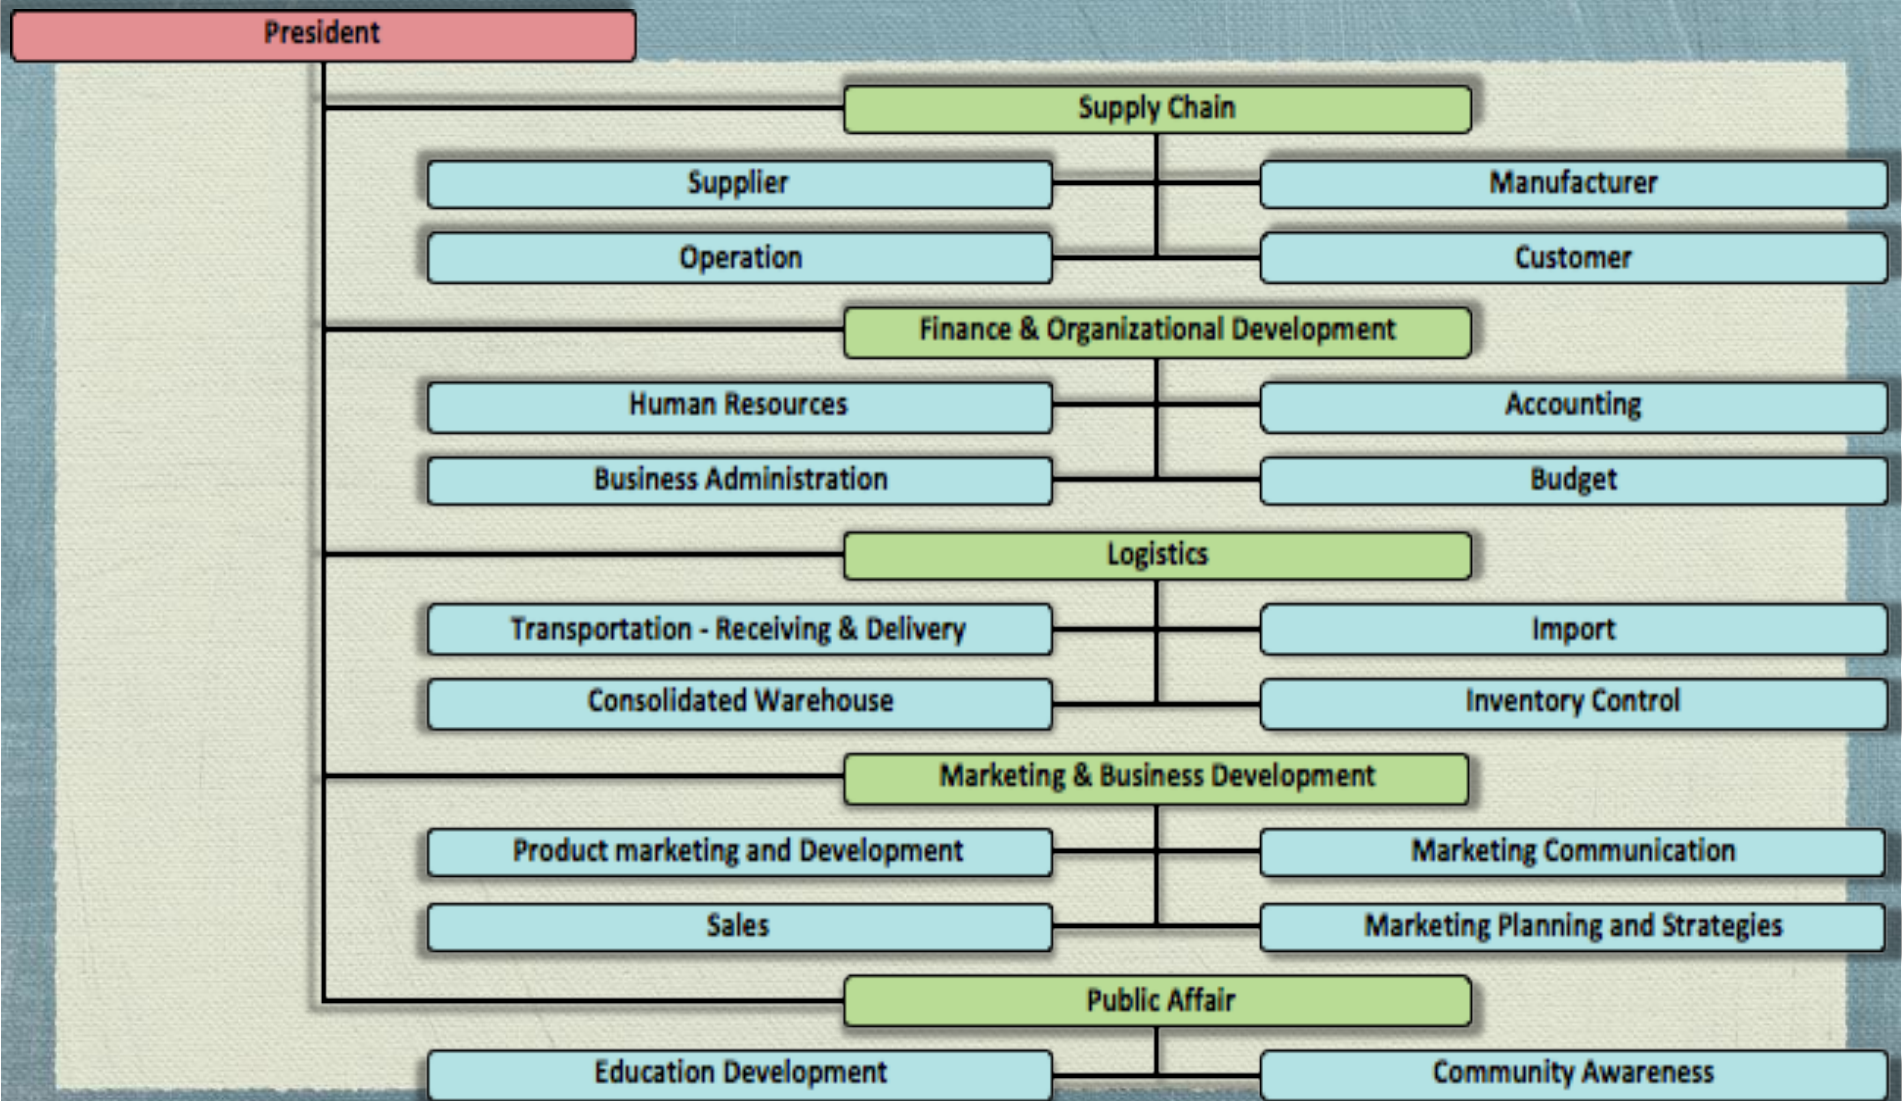 President
Supply Chain
Supplier
Manufacturer
Operation
Customer
Finance & Organizational Development
Human Resources
Accounting
Business Administration
Budget
Logistics
Transportation - Receiving & Delivery
Import
Consolidated Warehouse
Inventory Control
Marketing & Business Development
Product marketing and Development
Marketing Communication
Sales
Marketing Planning and Strategies
Public Affair
Education Development
Community Awareness